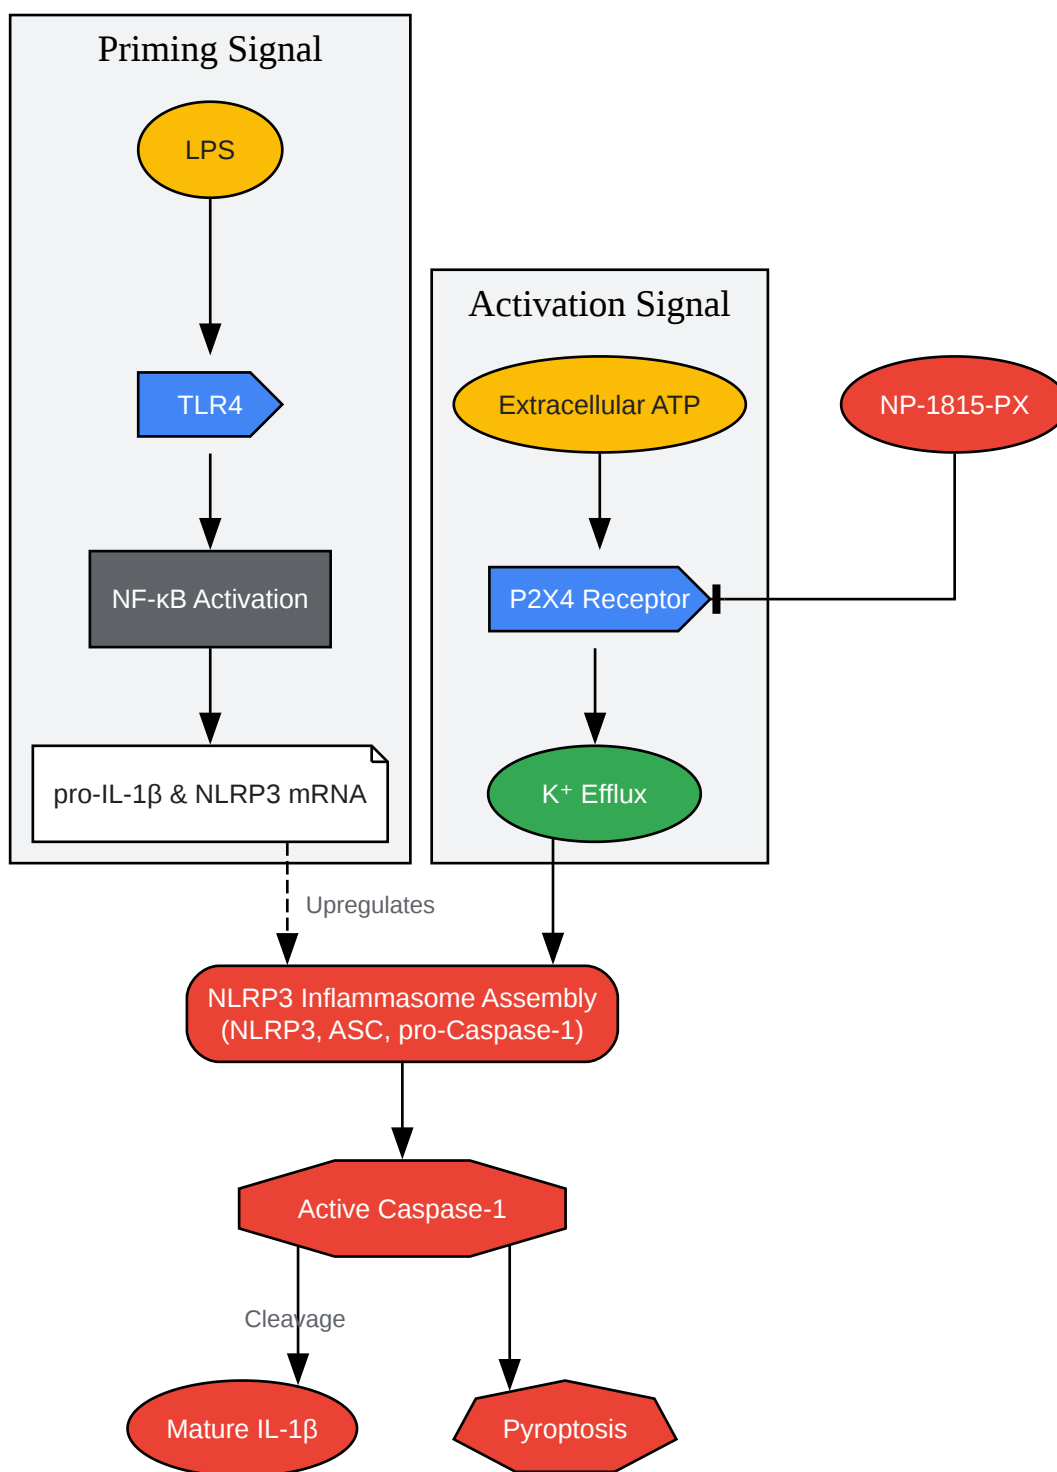 Priming Signal
LPS
TLR4
NF-κB Activation
pro-IL-1β & NLRP3 mRNA
Activation Signal
Extracellular ATP
P2X4 Receptor
K⁺ Efflux
NP-1815-PX
Upregulates
NLRP3 Inflammasome Assembly
(NLRP3, ASC, pro-Caspase-1)
Active Caspase-1
Cleavage
Mature IL-1β
Pyroptosis